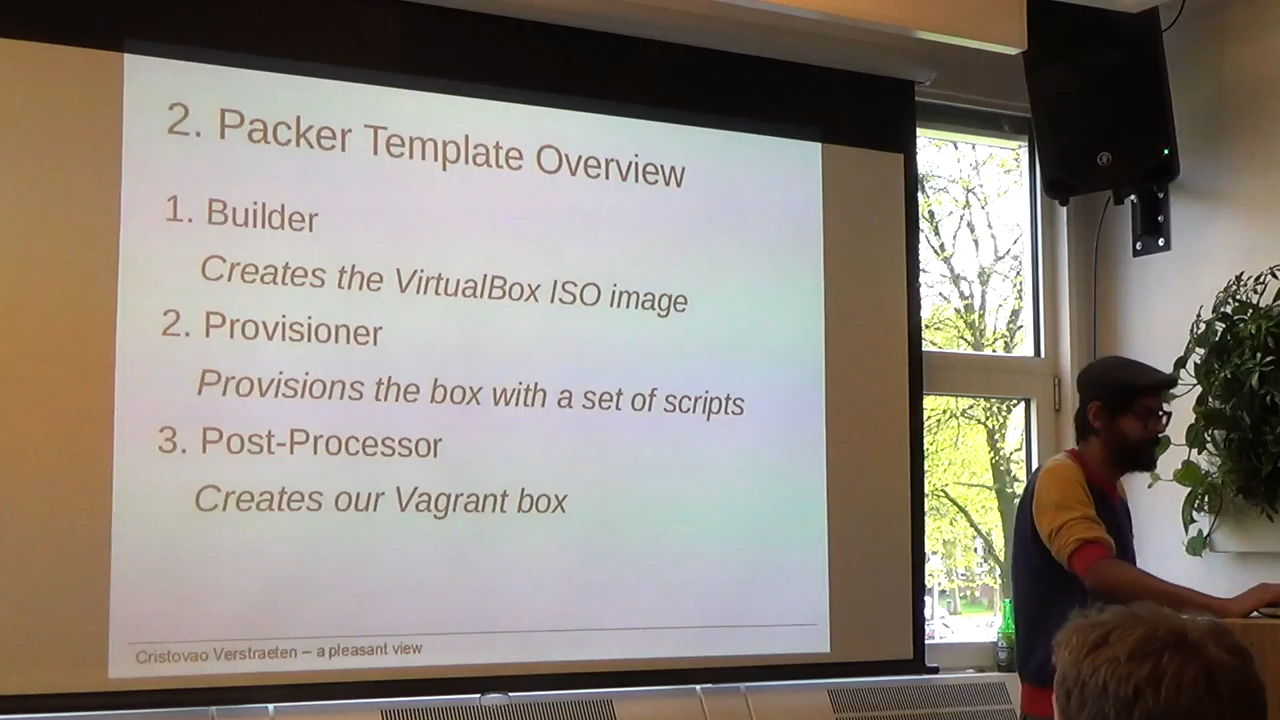 2. Packer Template Overview
1. Builder
Creates the VirtualBox ISO image
2. Provisioner
Provisions the box with a set of scripts
3. Post-Processor
Creates our Vagrant box
Cristovao Verstraeten – a pleasant view